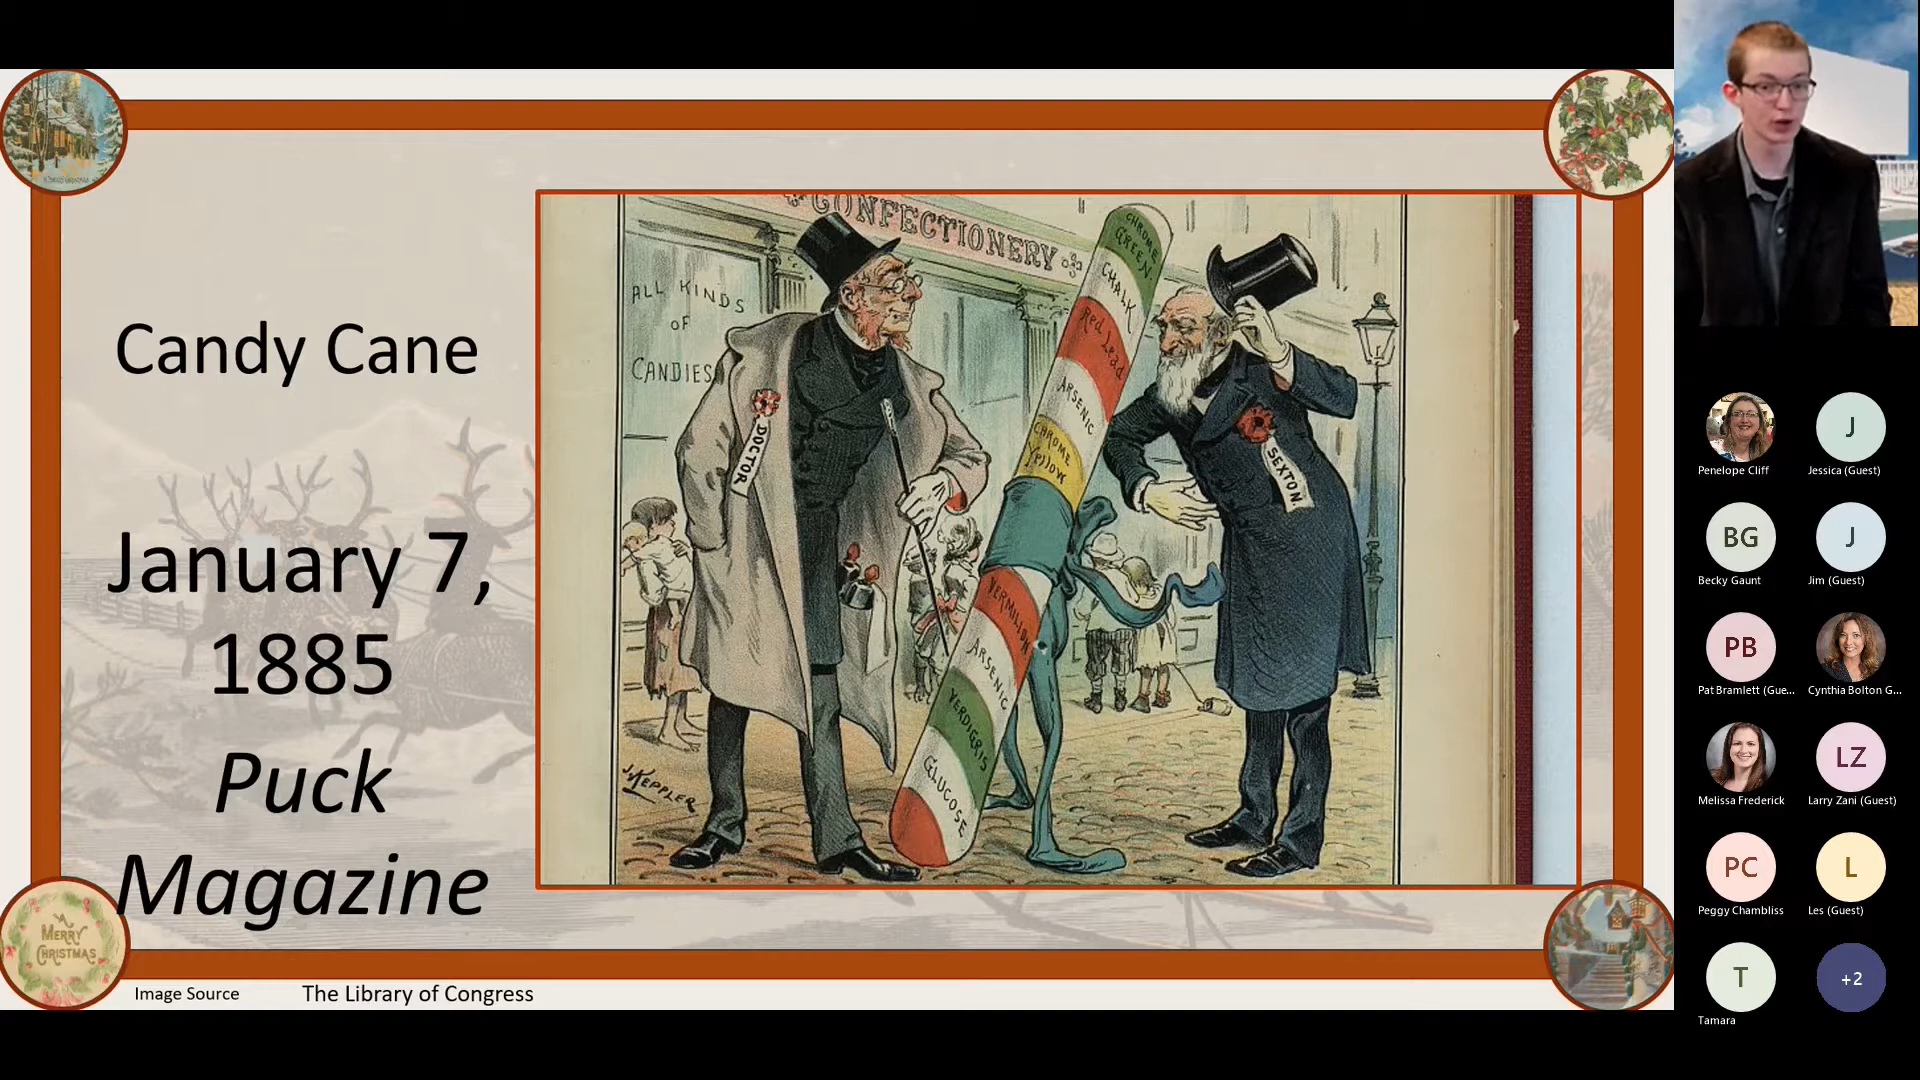 Candy Cane
January 7,
1885
Puck
Magazine
CONFECTIONERY
ALL KINDS
OF
CANDIES
DOCTOR
SEXTON
CHROME
GREEN
CHALK
Red Lead
ARSENIC
CHROME
Yellow
VERMILION
ARSENIC
VERDIGRIS
GLUCOSE
J. KEPPLER
A
MERRY
CHRISTMAS
Image Source
The Library of Congress
Penelope Cliff
J
Jessica (Guest)
BG
Becky Gaunt
J
Jim (Guest)
PB
Pat Bramlett (Gue...
Cynthia Bolton G...
Melissa Frederick
LZ
Larry Zani (Guest)
PC
Peggy Chambliss
L
Les (Guest)
T
Tamara
+2